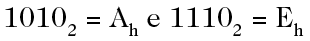 1010₂ = Aₕ e 1110₂ = Eₕ